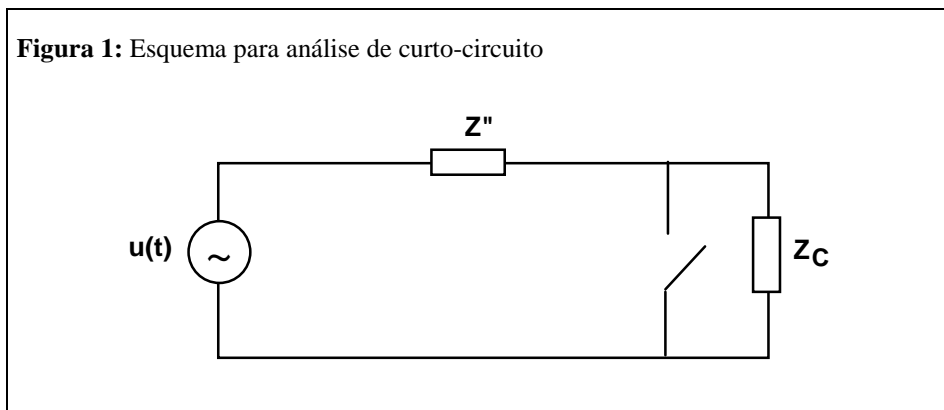 Figura 1: Esquema para análise de curto-circuito
Z"
u(t)
~
ZC